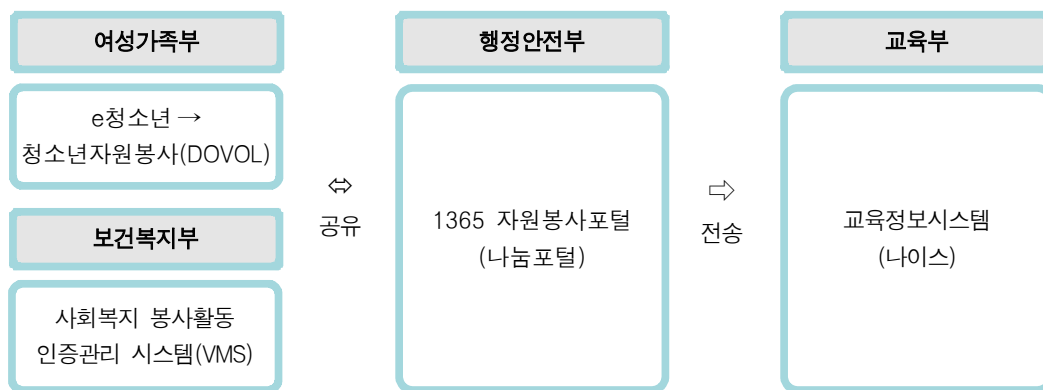 여성가족부
e청소년 →
청소년자원봉사(DOVOL)
보건복지부
사회복지 봉사활동
인증관리 시스템(VMS)
⇔
공유
행정안전부
1365 자원봉사포털
(나눔포털)
⇨
전송
교육부
교육정보시스템
(나이스)